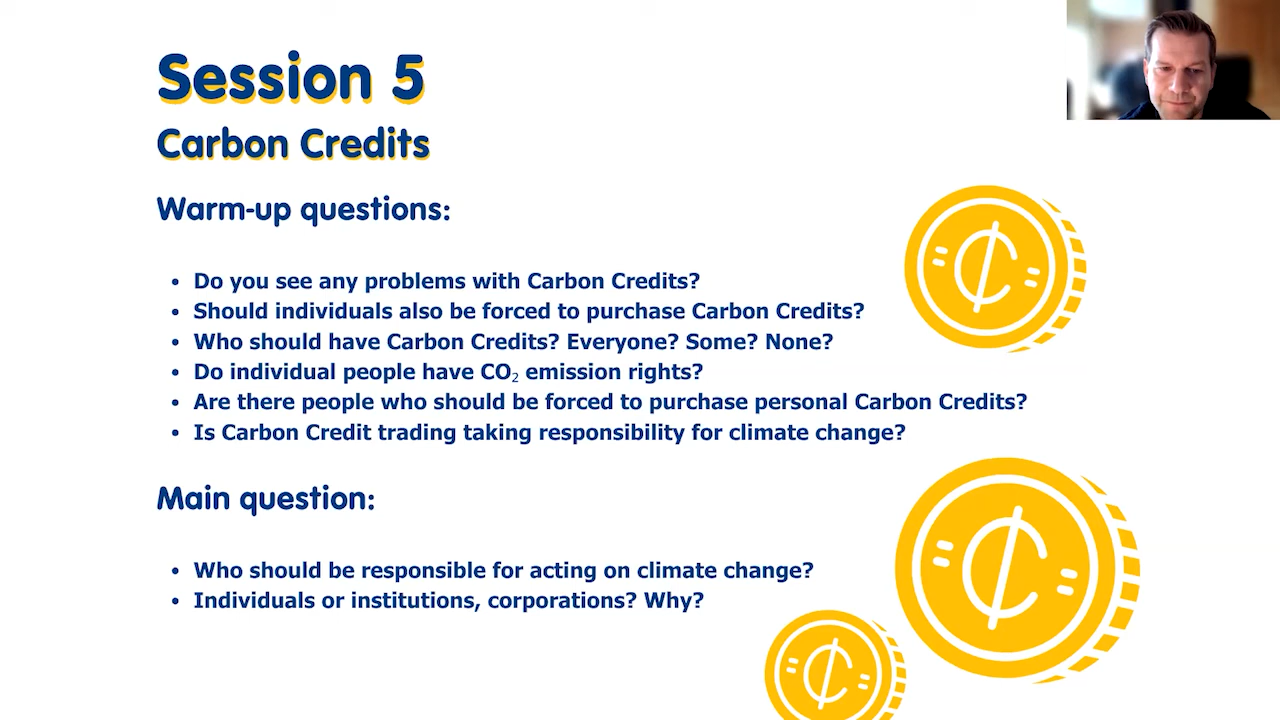 Session 5
Carbon Credits
Warm-up questions:
• Do you see any problems with Carbon Credits?
• Should individuals also be forced to purchase Carbon Credits?
• Who should have Carbon Credits? Everyone? Some? None?
• Do individual people have CO₂ emission rights?
• Are there people who should be forced to purchase personal Carbon Credits?
• Is Carbon Credit trading taking responsibility for climate change?
Main question:
• Who should be responsible for acting on climate change?
• Individuals or institutions, corporations? Why?